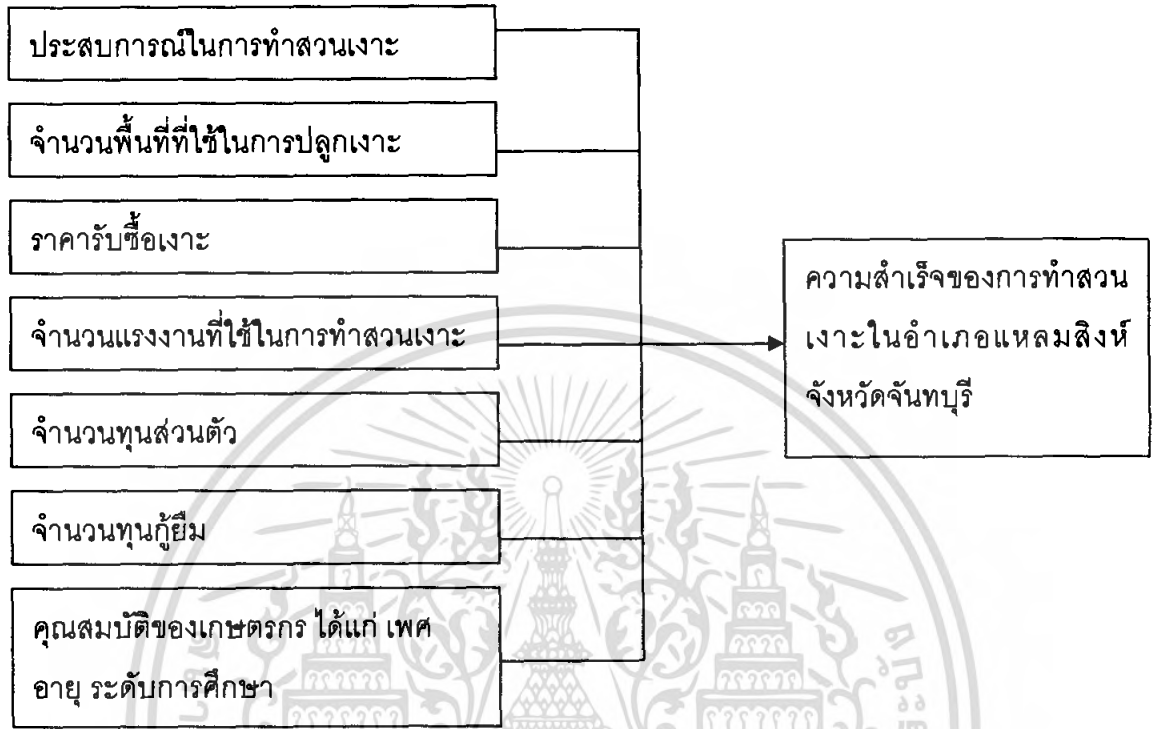 ประสบการณ์ในการทำสวนเงาะ
จำนวนพื้นที่ที่ใช้ในการปลูกเงาะ
ราคารับซื้อเงาะ
จำนวนแรงงานที่ใช้ในการทำสวนเงาะ
จำนวนทุนส่วนตัว
จำนวนทุนกู้ยืม
คุณสมบัติของเกษตรกร ได้แก่ เพศ
อายุ ระดับการศึกษา
ความสำเร็จของการทำสวน
เงาะในอำเภอแหลมสิงห์
จังหวัดจันทบุรี